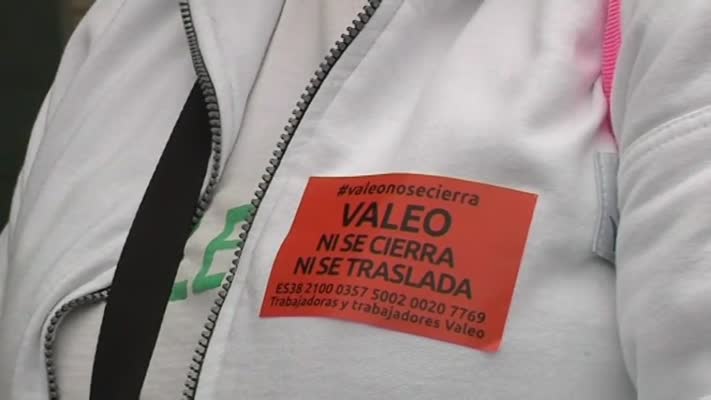 #valeonosecierra
VALEO
NI SE CIERRA
NI SE TRASLADA
ES38 2100 0357 5002 0020 7769
Trabajadoras y trabajadores Valeo